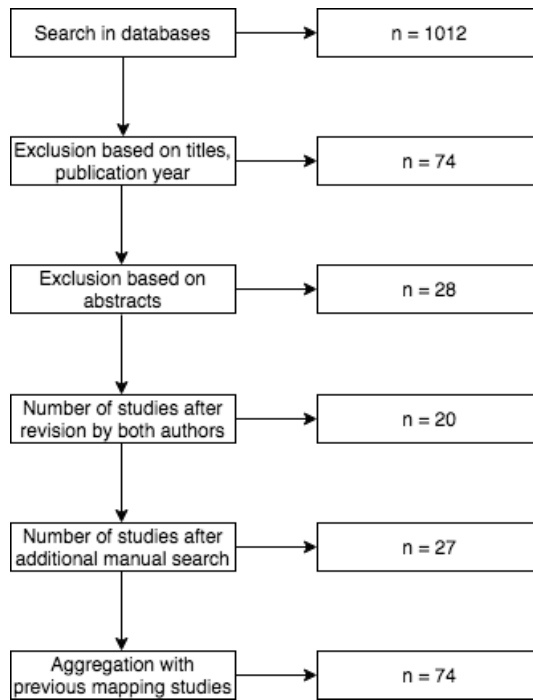 Search in databases
n = 1012
Exclusion based on titles,
publication year
n = 74
Exclusion based on
abstracts
n = 28
Number of studies after
revision by both authors
n = 20
Number of studies after
additional manual search
n = 27
Aggregation with
previous mapping studies
n = 74